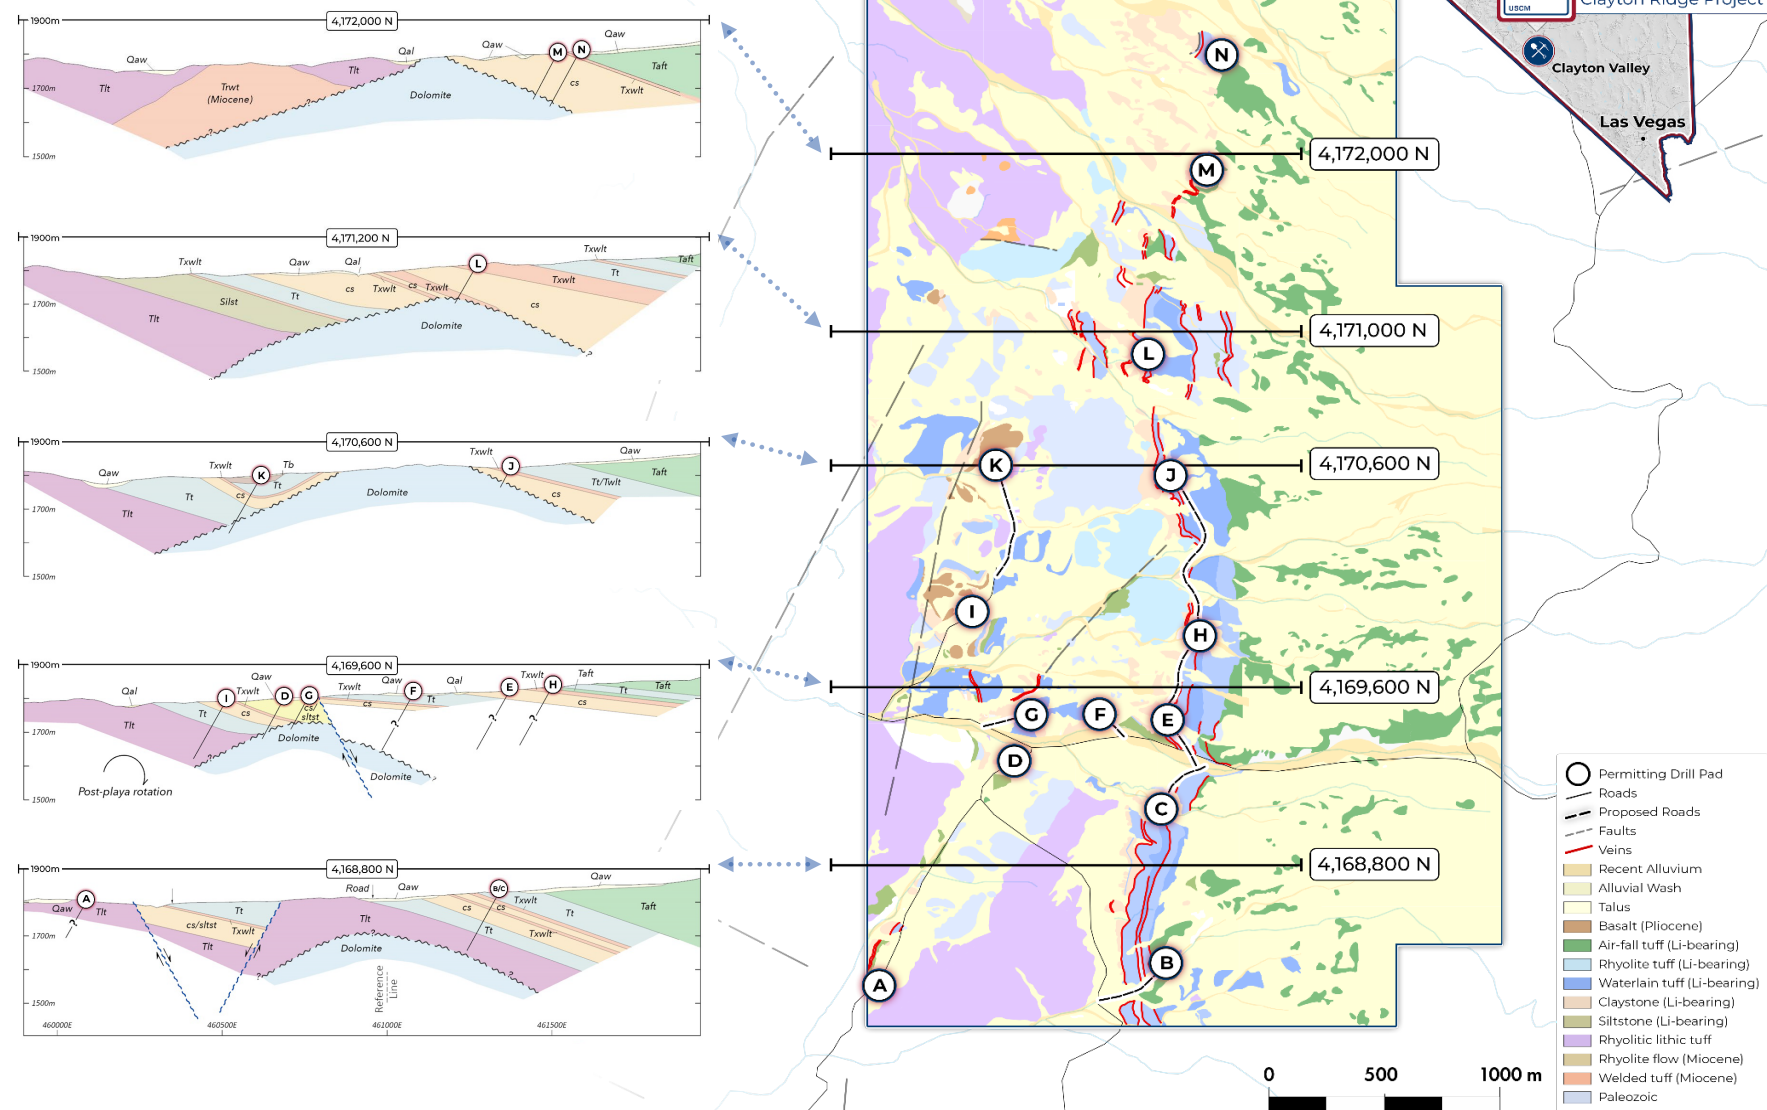 1900m
4,172,000 N
Qaw
Tlt
Trwt
(Miocene)
Tlt
Qal
Qaw
M
N
Qaw
Taft
cs
Txwlt
Dolomite
?
1700m
1500m
1900m
4,171,200 N
Txwlt
Qaw
Qal
L
Txwlt
Taft
Tt
Txwlt
Silst
Tt
cs
Txwlt
cs
Txwlt
cs
Tlt
Dolomite
?
1700m
1500m
1900m
4,170,600 N
Qaw
Txwlt
K
Tb
Tt
cs
Tt
Txwlt
J
Qaw
Taft
Tt/Twlt
cs
Dolomite
Tlt
1700m
1500m
1900m
4,169,600 N
Qal
Tlt
Tt
I
Txwlt
Qaw
cs
D
G
cs/
sltst
Txwlt
cs
Qaw
F
Tt
Qal
E
Txwlt
H
Taft
Tt
Taft
cs
?
?
?
?
?
Dolomite
Dolomite
1700m
1500m
Post-playa rotation
1900m
4,168,800 N
A
Qaw
Tlt
?
Tt
cs/sltst
Txwlt
Tlt
Road
Qaw
Tlt
?
B/C
cs
cs
Tt
Tt
Txwlt
Qaw
Taft
Dolomite
?
?
1700m
1500m
Reference
Line
460000E
460500E
461000E
461500E
N
4,172,000 N
M
4,171,000 N
L
K
J
4,170,600 N
I
H
4,169,600 N
G
F
E
D
C
4,168,800 N
B
A
USCM
Clayton Ridge Project
Clayton Valley
Las Vegas
Permitting Drill Pad
Roads
Proposed Roads
Faults
Veins
Recent Alluvium
Alluvial Wash
Talus
Basalt (Pliocene)
Air-fall tuff (Li-bearing)
Rhyolite tuff (Li-bearing)
Waterlain tuff (Li-bearing)
Claystone (Li-bearing)
Siltstone (Li-bearing)
Rhyolitic lithic tuff
Rhyolite flow (Miocene)
Welded tuff (Miocene)
Paleozoic
0 500 1000 m